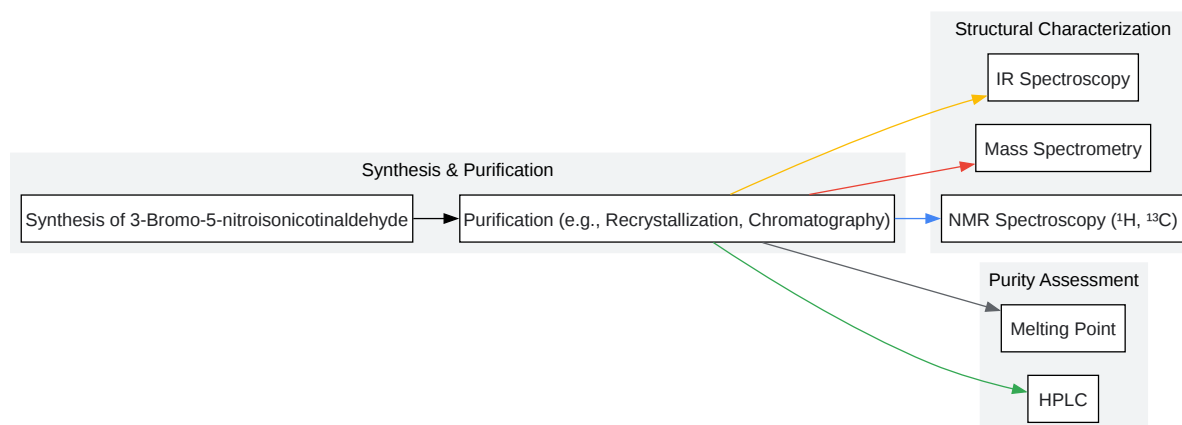 Structural Characterization
IR Spectroscopy
Mass Spectrometry
Synthesis & Purification
Synthesis of 3-Bromo-5-nitroisonicotinaldehyde
Purification (e.g., Recrystallization, Chromatography)
NMR Spectroscopy (¹H, ¹³C)
Purity Assessment
Melting Point
HPLC